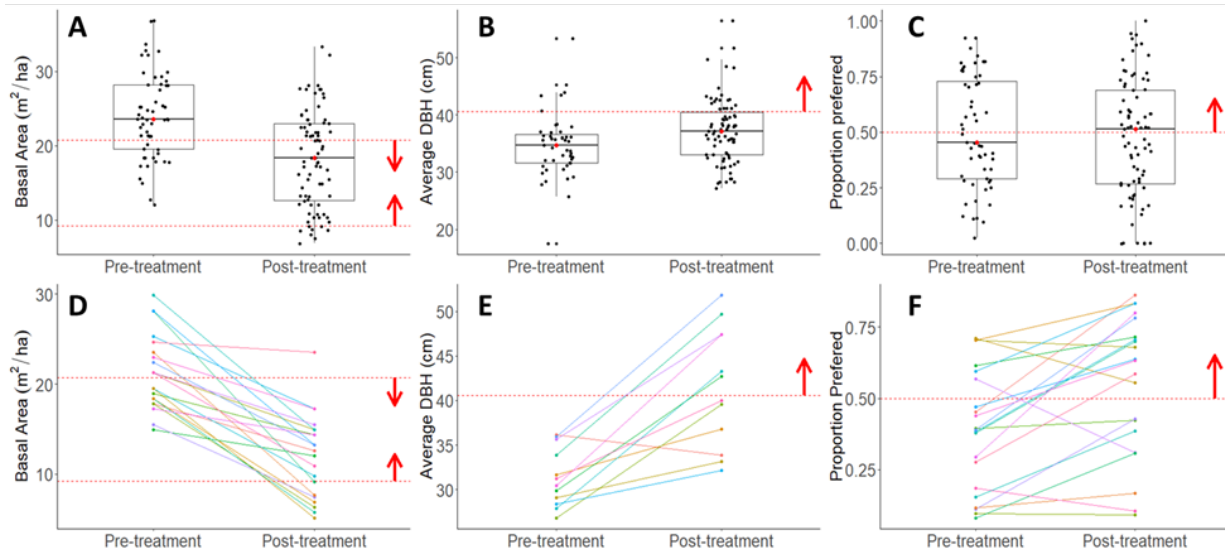 A
Basal Area (m²/ha)
30
20
10
Pre-treatment
Post-treatment
B
Average DBH (cm)
50
40
30
20
Pre-treatment
Post-treatment
C
Proportion preferred
1.00
0.75
0.50
0.25
0.00
Pre-treatment
Post-treatment
D
Basal Area (m²/ha)
30
20
10
Pre-treatment
Post-treatment
E
Average DBH (cm)
50
45
40
35
30
Pre-treatment
Post-treatment
F
Proportion Preferred
0.75
0.50
0.25
Pre-treatment
Post-treatment